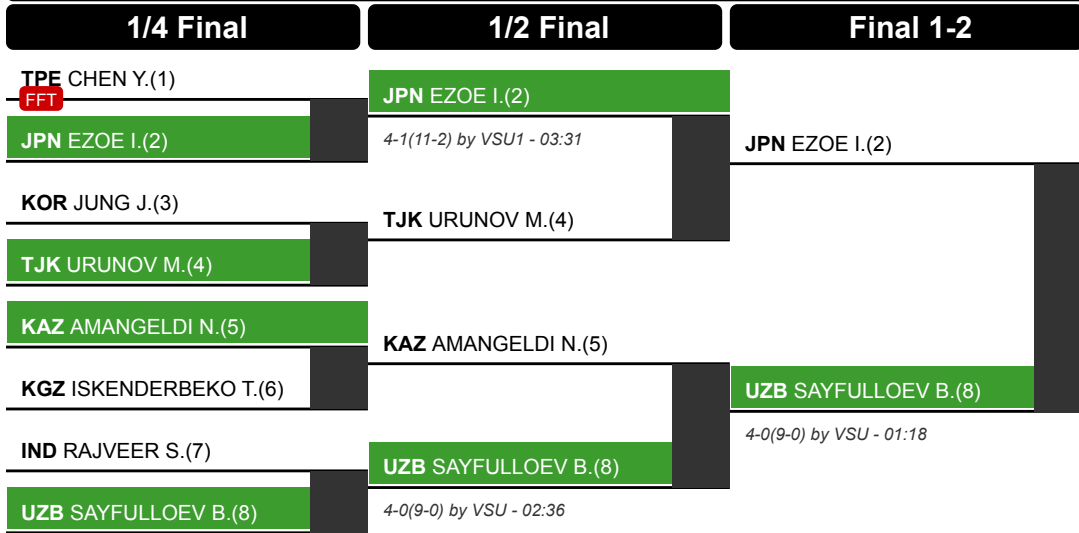 1/4 Final
1/2 Final
Final 1-2
TPE CHEN Y.(1)
FFT
JPN EZOE I.(2)
KOR JUNG J.(3)
TJK URUNOV M.(4)
KAZ AMANGELDI N.(5)
KGZ ISKENDERBEKO T.(6)
IND RAJVEER S.(7)
UZB SAYFULLOEV B.(8)
JPN EZOE I.(2)
4-1(11-2) by VSU1 - 03:31
TJK URUNOV M.(4)
KAZ AMANGELDI N.(5)
UZB SAYFULLOEV B.(8)
4-0(9-0) by VSU - 02:36
JPN EZOE I.(2)
UZB SAYFULLOEV B.(8)
4-0(9-0) by VSU - 01:18